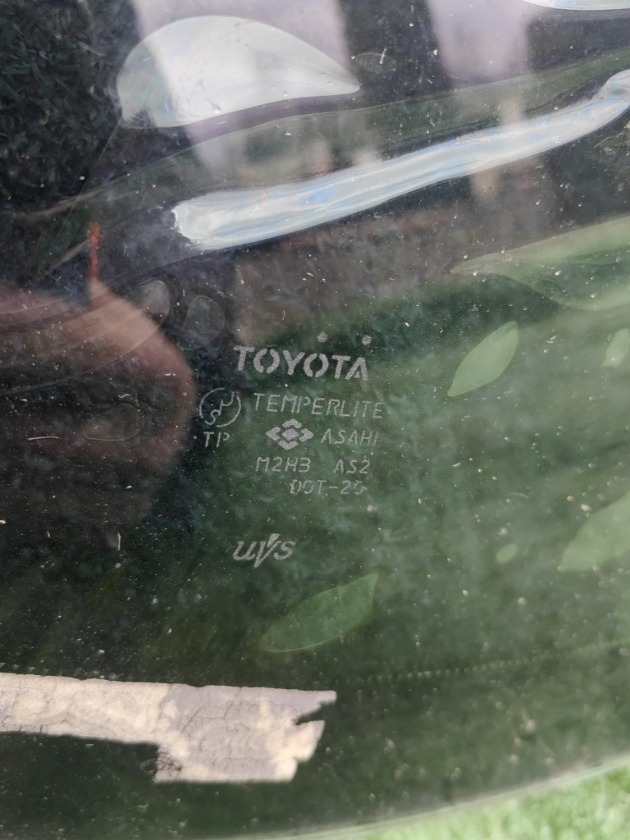 TOYOTA
TEMPERLITE
TP ASAHI
M2H3 AS2
DOT-20
uvs